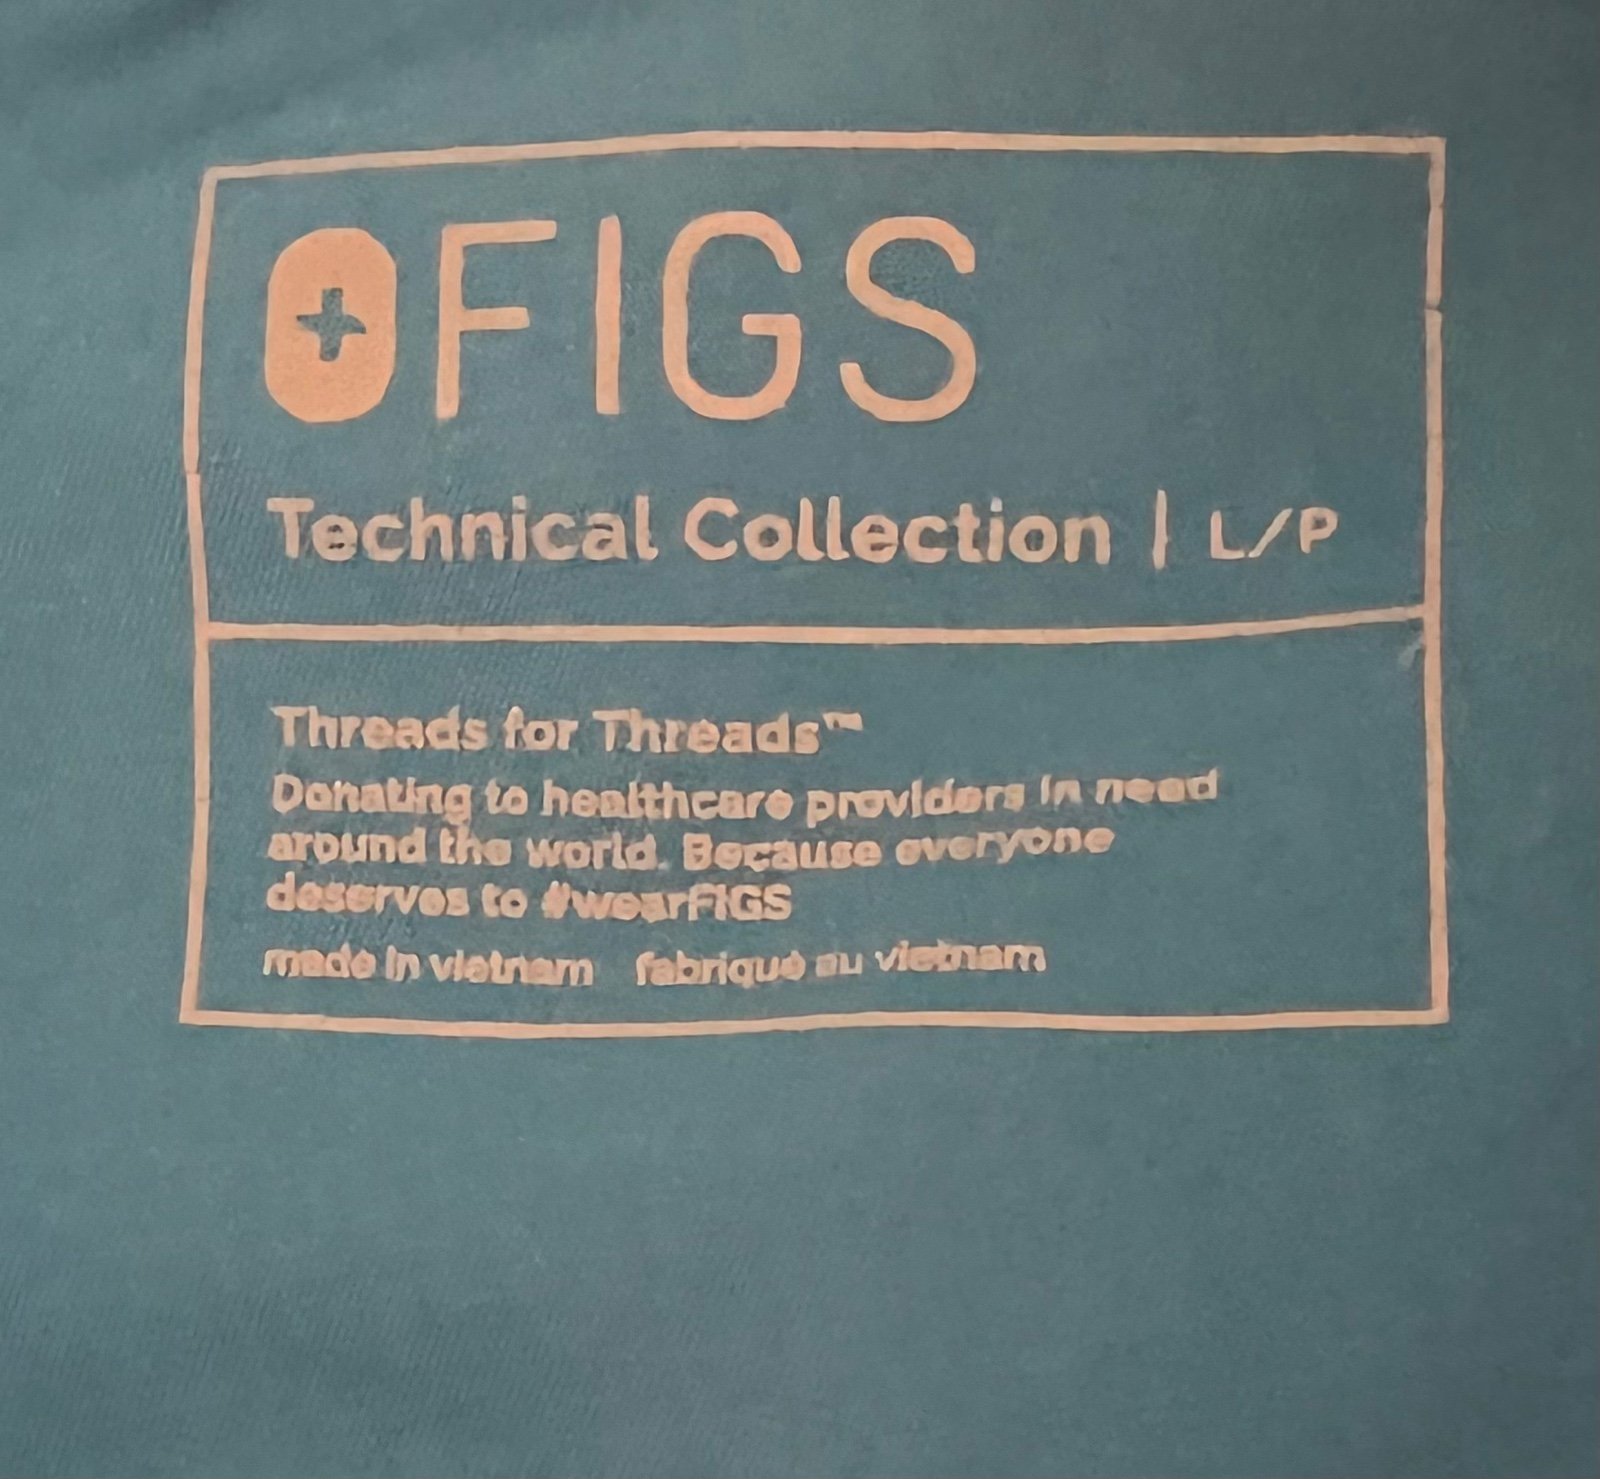 FIGS
Technical Collection | L/P
Threads for Threads™
Donating to healthcare providers in need
around the world. Because everyone
deserves to #wearFIGS
made in vietnam fabriqué au vietnam